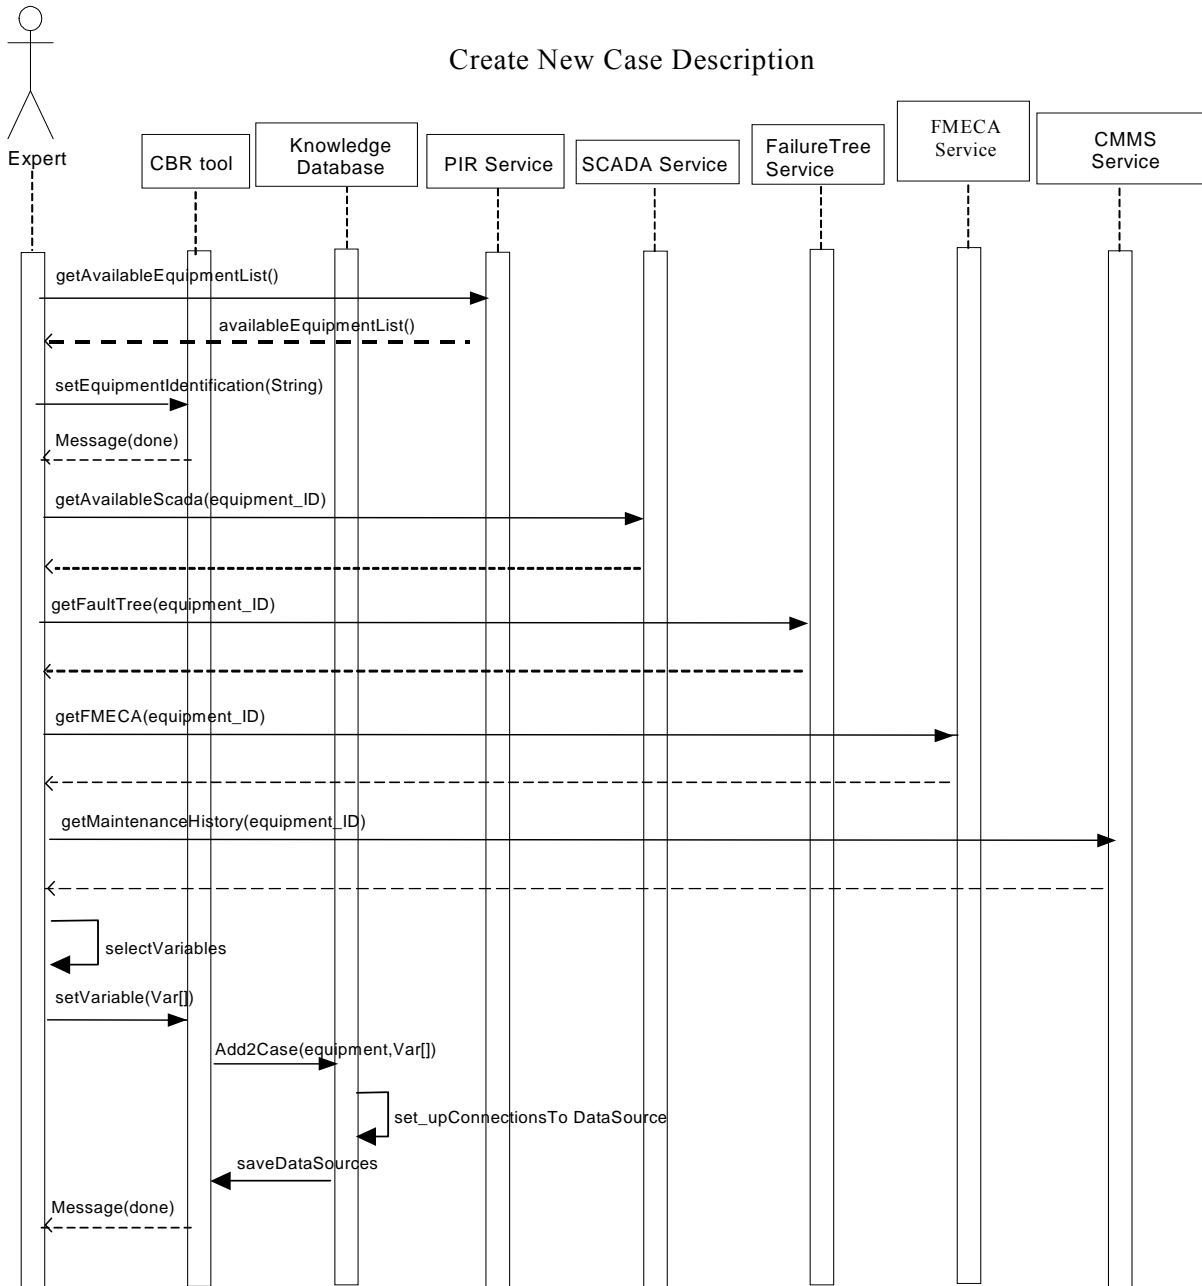 Create New Case Description
Expert
CBR tool
Knowledge
Database
PIR Service
SCADA Service
FailureTree
Service
FMECA
Service
CMMS
Service
getAvailableEquipmentList()
availableEquipmentList()
setEquipmentIdentification(String)
Message(done)
getAvailableScada(equipment_ID)
getFaultTree(equipment_ID)
getFMECA(equipment_ID)
getMaintenanceHistory(equipment_ID)
selectVariables
setVariable(Var[])
Add2Case(equipment,Var[])
set_upConnectionsTo DataSource
saveDataSources
Message(done)